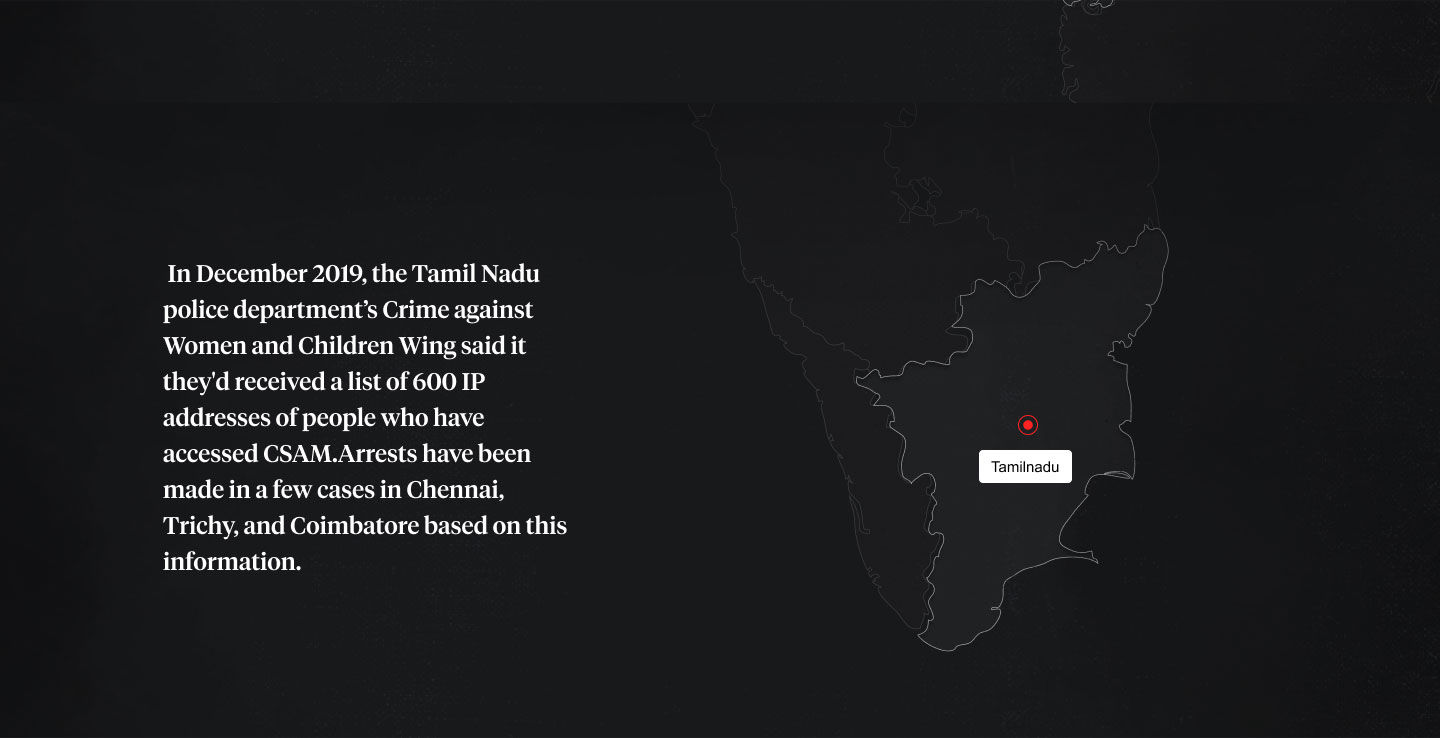 In December 2019, the Tamil Nadu
police department’s Crime against
Women and Children Wing said it
they'd received a list of 600 IP
addresses of people who have
accessed CSAM.Arrests have been
made in a few cases in Chennai,
Trichy, and Coimbatore based on this
information.
Tamilnadu